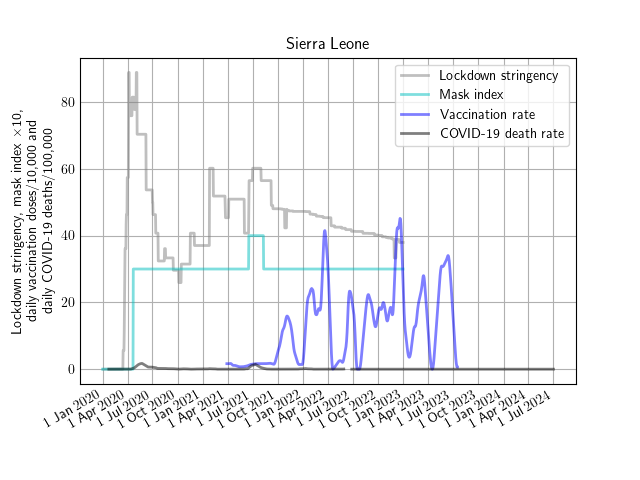 Sierra Leone
Lockdown stringency, mask index ×10,
daily vaccination doses/10,000 and
daily COVID-19 deaths/100,000
80
60
40
20
0
Lockdown stringency
Mask index
Vaccination rate
COVID-19 death rate
1 Jan 2020
1 Apr 2020
1 Jul 2020
1 Oct 2020
1 Jan 2021
1 Apr 2021
1 Jul 2021
1 Oct 2021
1 Jan 2022
1 Apr 2022
1 Jul 2022
1 Oct 2022
1 Jan 2023
1 Apr 2023
1 Jul 2023
1 Oct 2023
1 Jan 2024
1 Apr 2024
1 Jul 2024